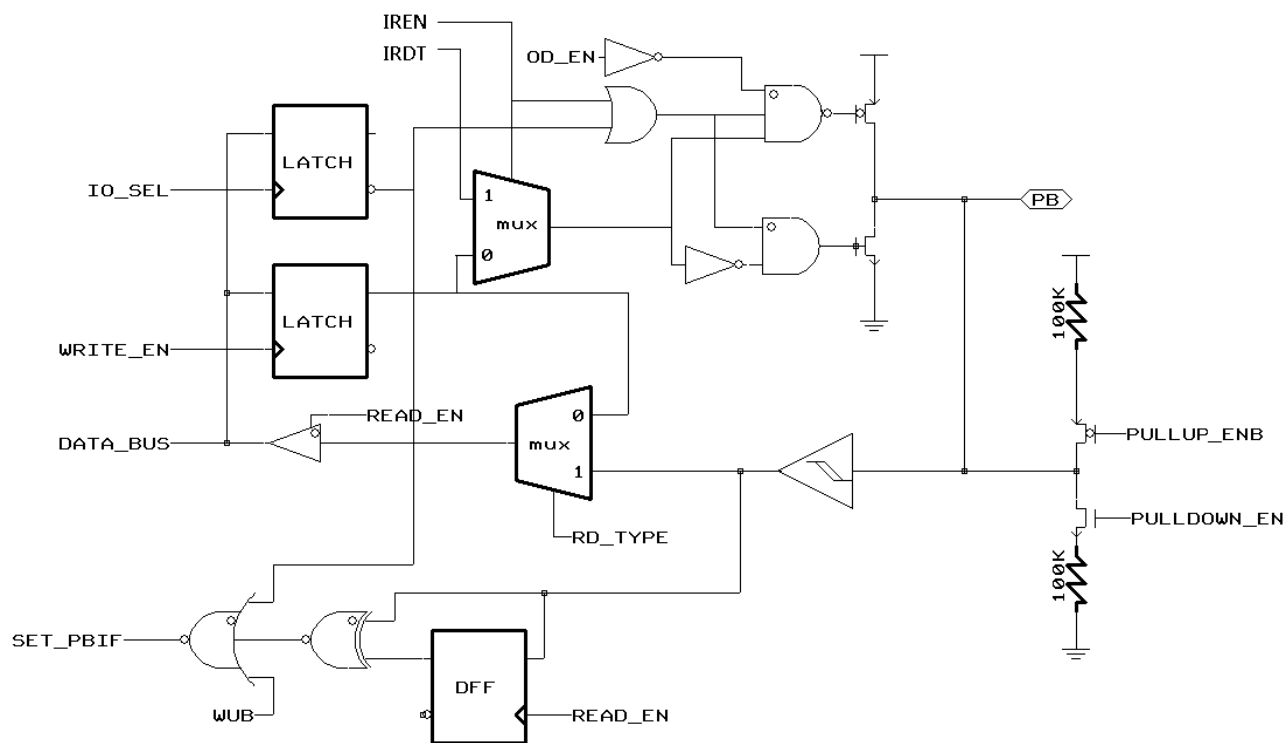 IREN
IRDT
OD_EN
LATCH
IO_SEL
1
mux
0
PB
LATCH
WRITE_EN
100K
READ_EN
0
DATA_BUS
mux
1
PULLUP_ENB
PULLDOWN_EN
RD_TYPE
100K
SET_PBIF
DFF
WUB
READ_EN